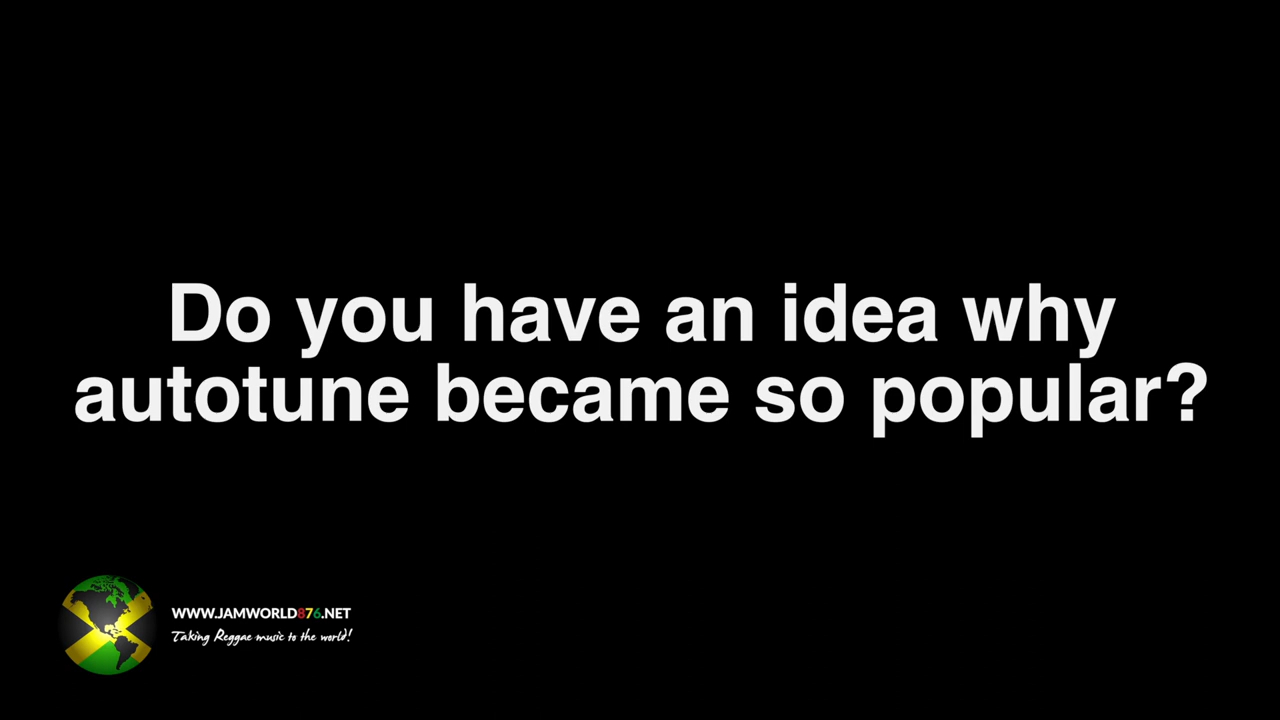 Do you have an idea why
autotune became so popular?
WWW.JAMWORLD876.NET
Taking Reggae music to the world!